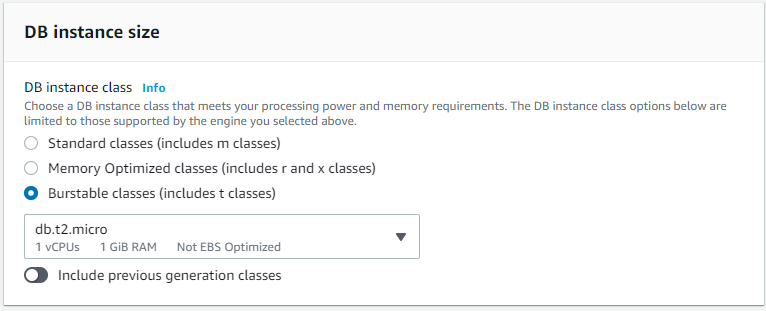 DB instance size
DB instance class Info
Choose a DB instance class that meets your processing power and memory requirements. The DB instance class options below are
limited to those supported by the engine you selected above.
Standard classes (includes m classes)
Memory Optimized classes (includes r and x classes)
Burstable classes (includes t classes)
db.t2.micro
1 vCPUs 1 GiB RAM Not EBS Optimized
Include previous generation classes